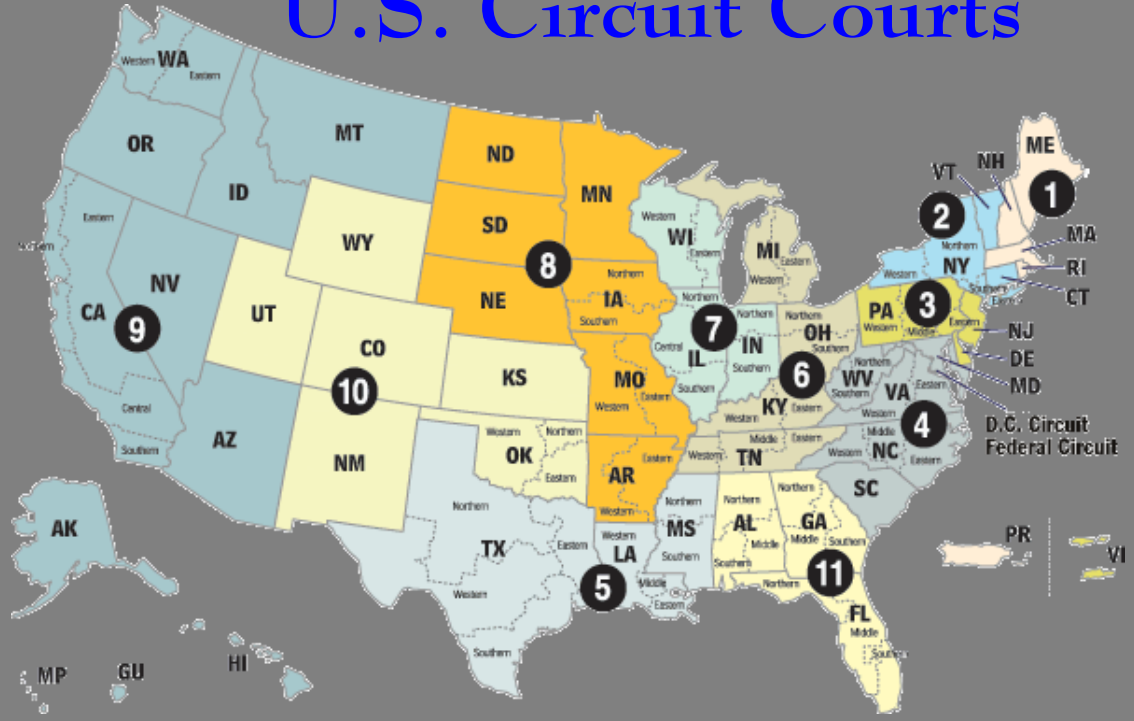 U.S. Circuit Courts
WA
Western
Eastern
OR
ID
MT
ND
MN
SD
8
NE
WY
NV
UT
CA
9
Eastern
Central
Southern
AZ
CO
10
KS
NM
Western
Northern
OK
Eastern
Northern
TX
Eastern
Western
Southern
Northern
IA
Southern
MO
Western
Eastern
AR
Eastern
Western
Western
WI
Eastern
Northern
7
Central
IL
Southern
Northern
IN
Southern
MI
Eastern
Western
Northern
OH
Southern
6
KY
Western
Eastern
Middle
Eastern
Western
TN
Western
LA
Middle
Eastern
5
Northern
MS
Southern
Northern
AL
Middle
Southern
Northern
GA
Middle
Southern
11
Northern
FL
Middle
Southern
SC
Western
Middle
NC
Eastern
4
VA
Eastern
Western
Northern
WV
Southern
PA
3
Western
Middle
Eastern
2
Northern
Western
NY
Southern
Eastern
VT
NH
ME
1
MA
RI
CT
NJ
DE
MD
D.C. Circuit
Federal Circuit
PR
VI
AK
HI
GU
MP